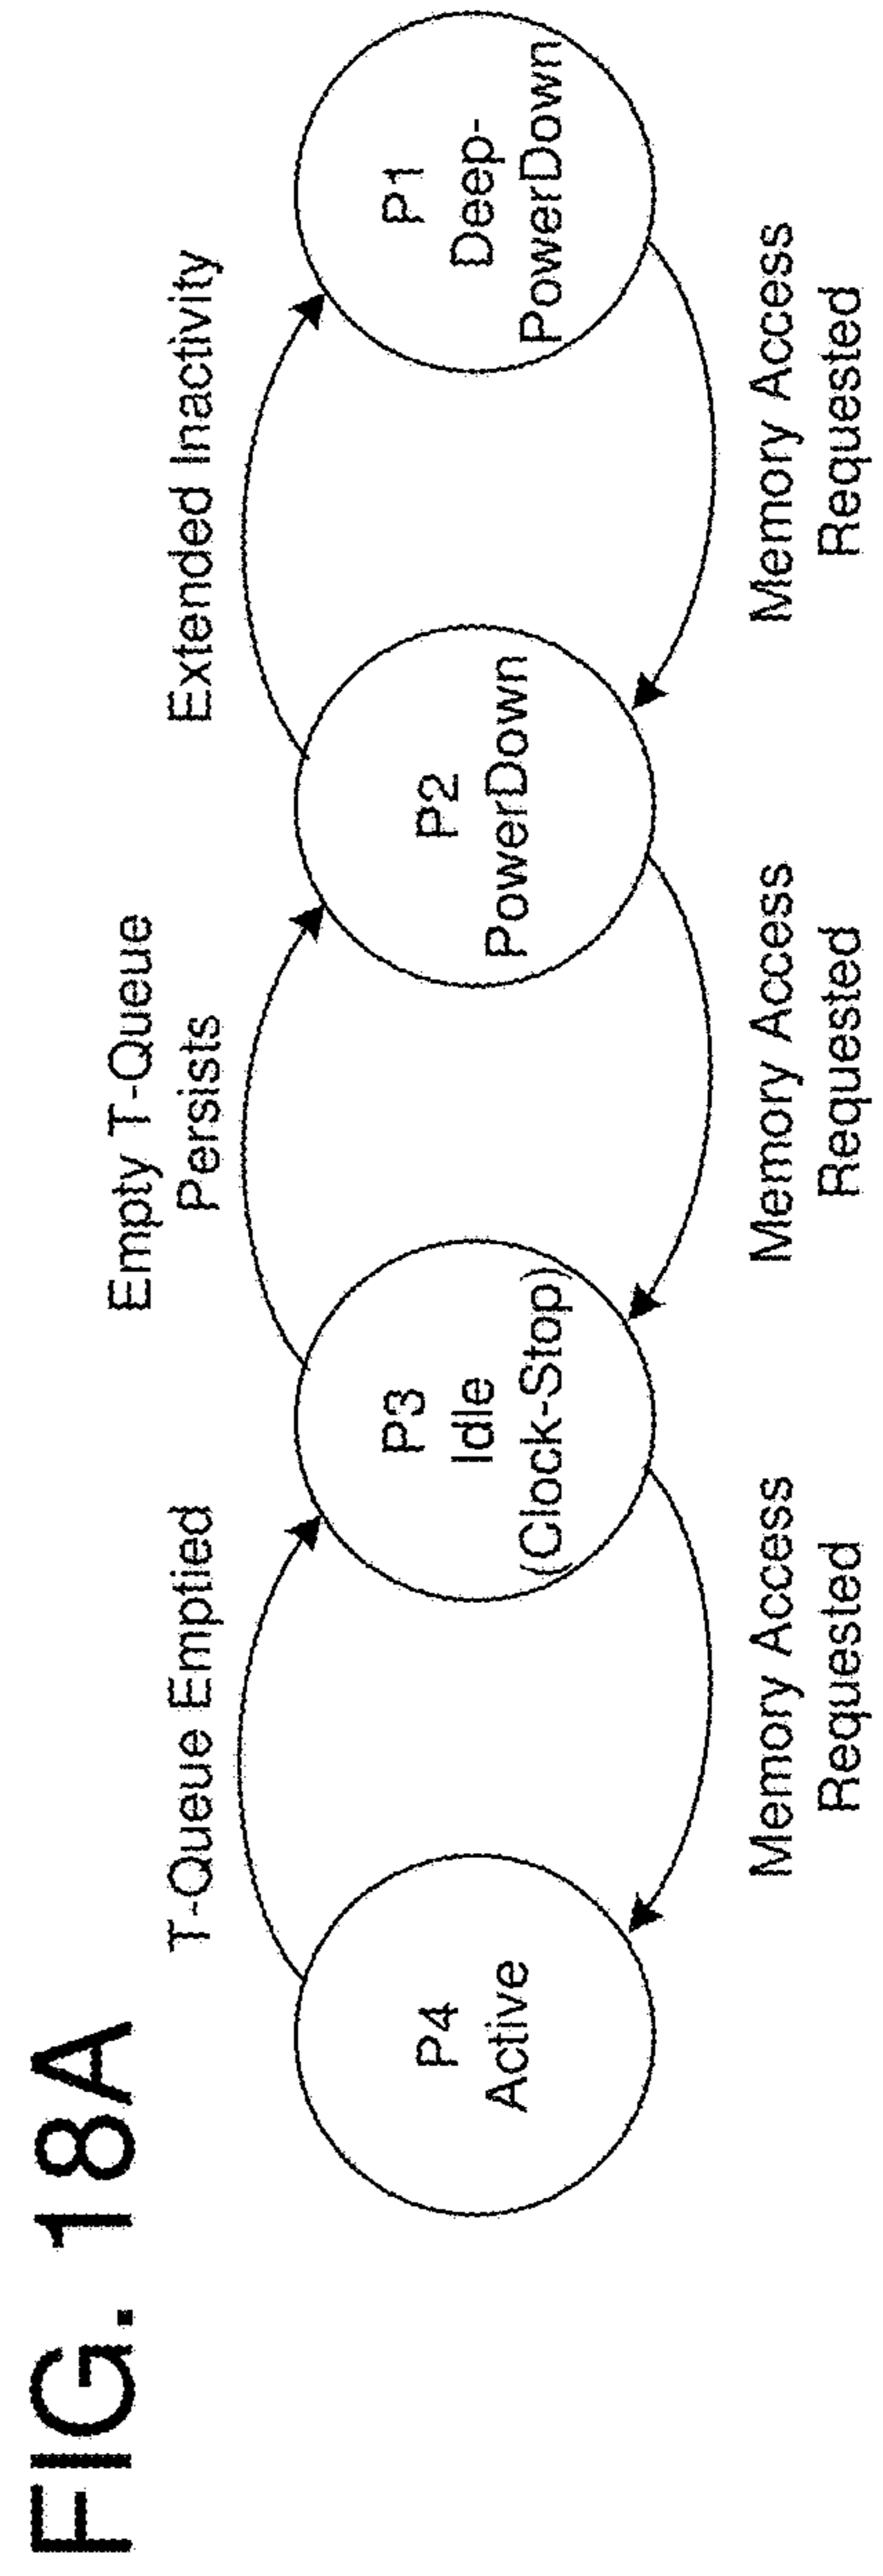 FIG. 18A
T-Queue Emptied
Empty T-Queue
Persists
Extended Inactivity
P4
Active
P3
Idle
(Clock-Stop)
P2
PowerDown
P1
Deep-
PowerDown
Memory Access
Requested
Memory Access
Requested
Memory Access
Requested